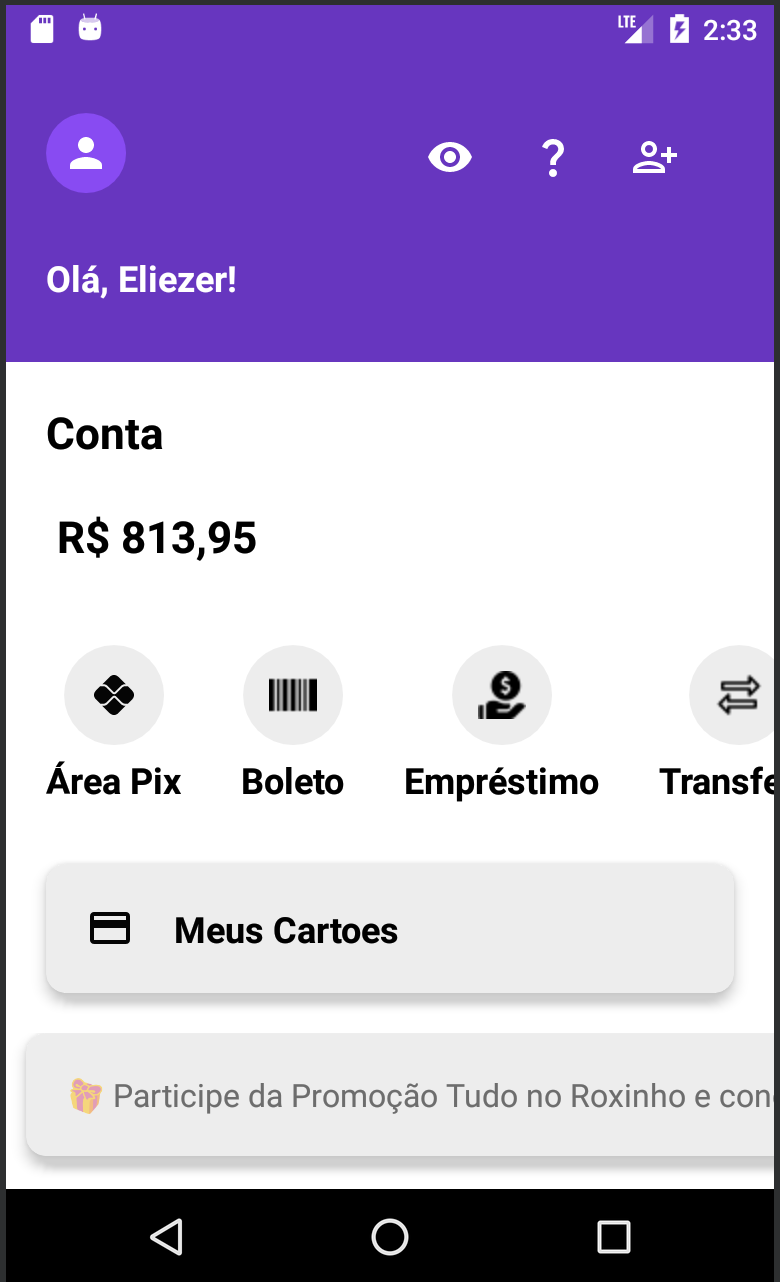 LTE 2:33
Olá, Eliezer!
Conta
R$ 813,95
Área Pix Boleto Empréstimo Transfe
Meus Cartoes
Participe da Promoção Tudo no Roxinho e con